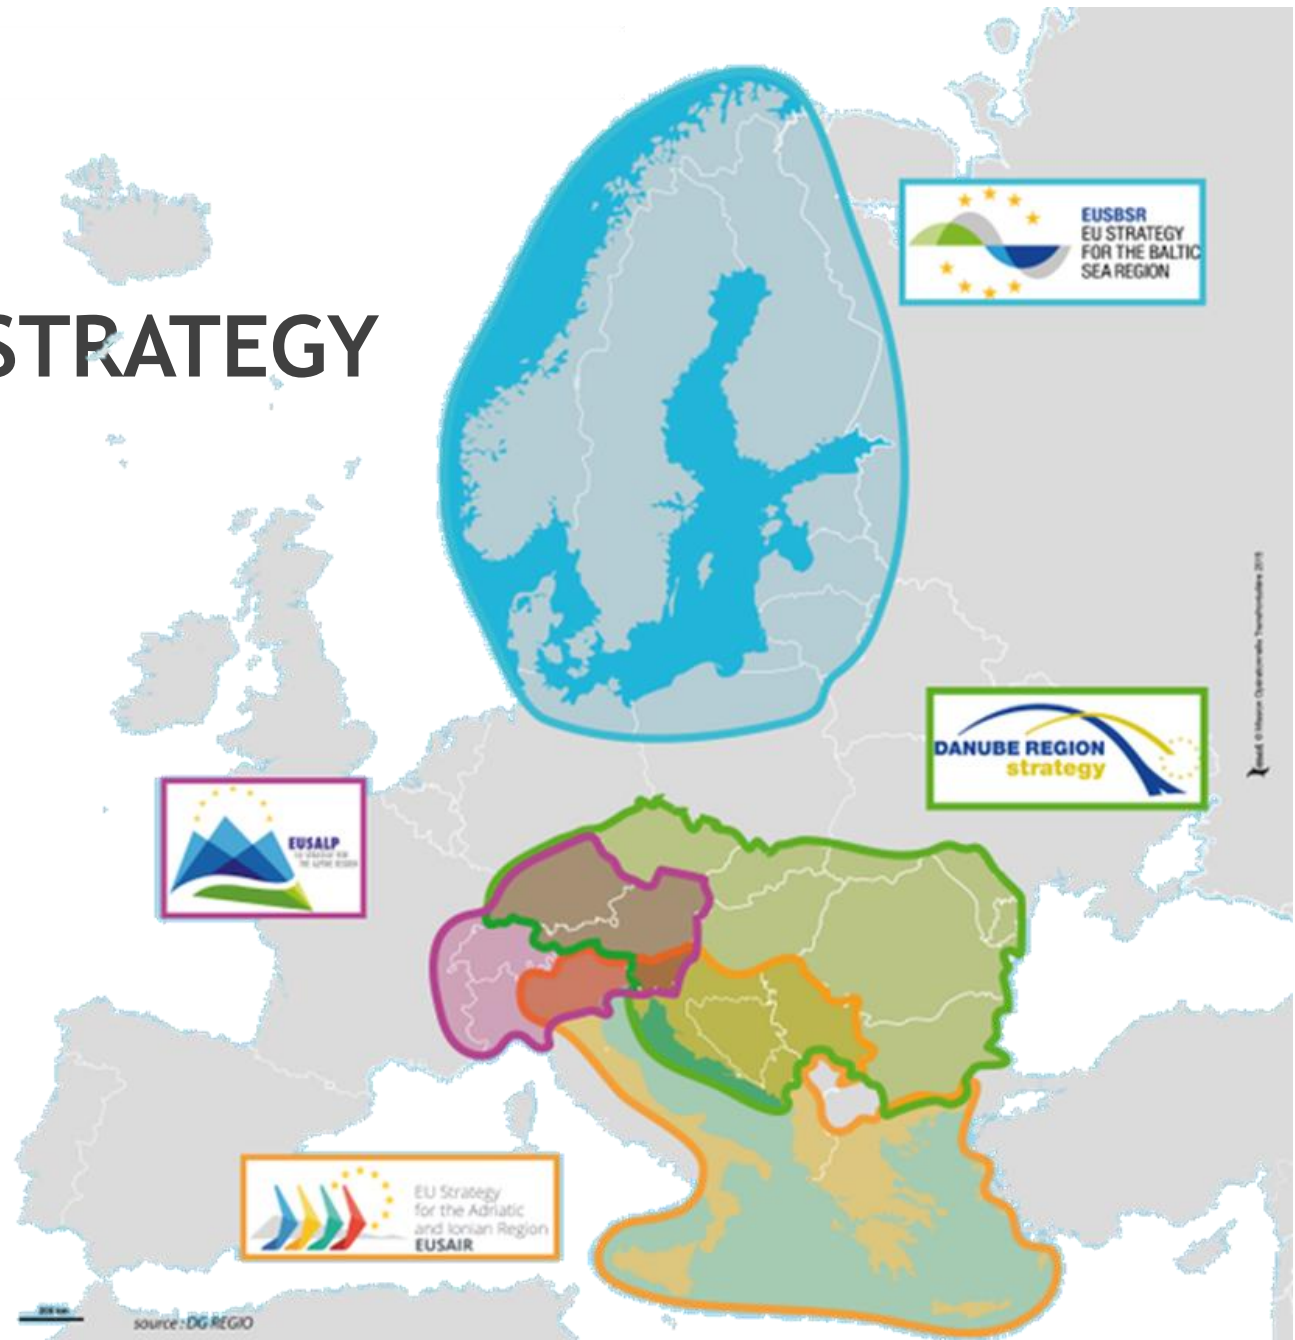 STRATEGY
EUSBSR
EU STRATEGY
FOR THE BALTIC
SEA REGION
DANUBE REGION
strategy
EUSALP
EU Strategy
for the Adriatic
and Ionian Region
EUSAIR
source : DG REGIO